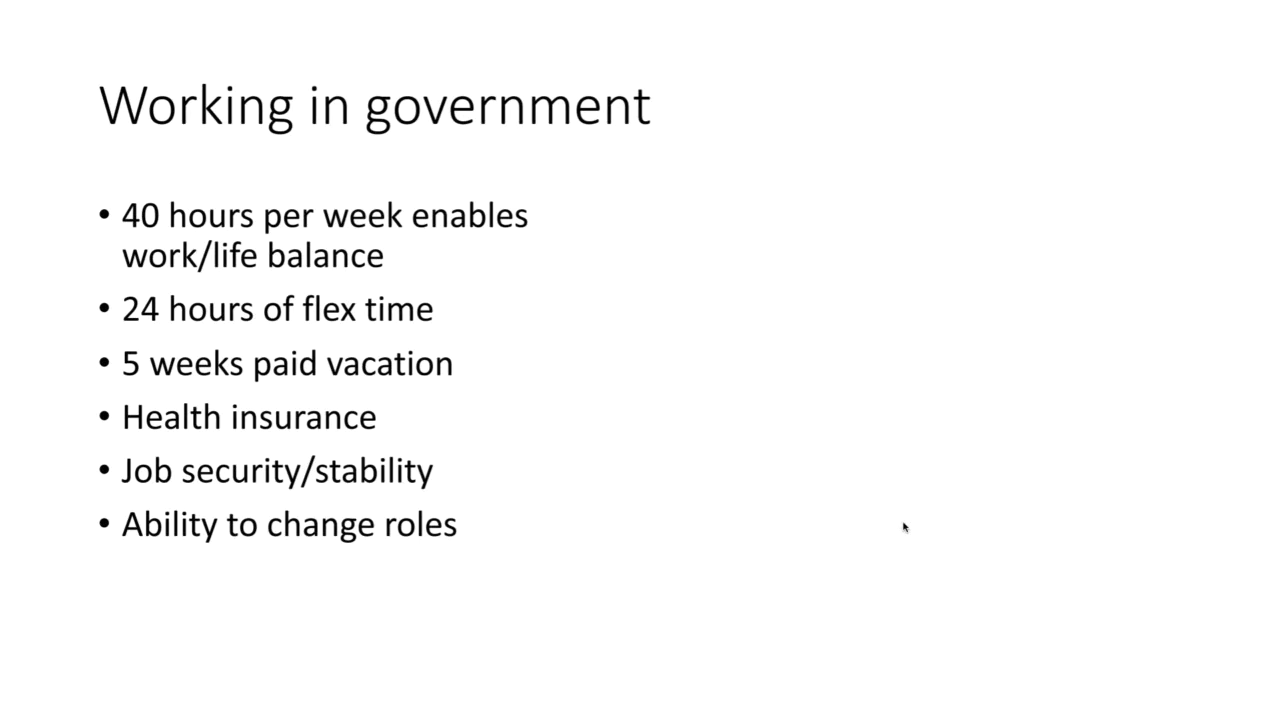 Working in government
• 40 hours per week enables
work/life balance
• 24 hours of flex time
• 5 weeks paid vacation
• Health insurance
• Job security/stability
• Ability to change roles